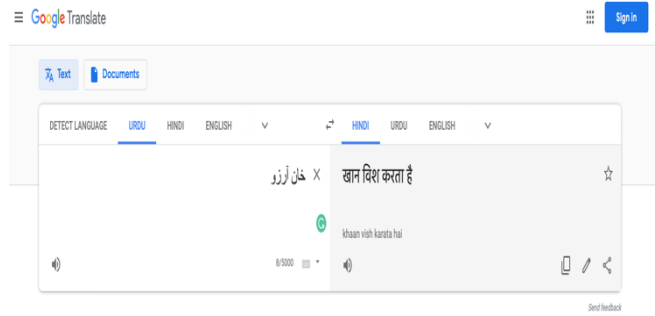 Google Translate
Sign in
Text
Documents
DETECT LANGUAGE URDU HINDI ENGLISH
HINDI URDU ENGLISH
خان آرزو
खान विश करता है
khaan vish karata hai
8/5000
Send feedback